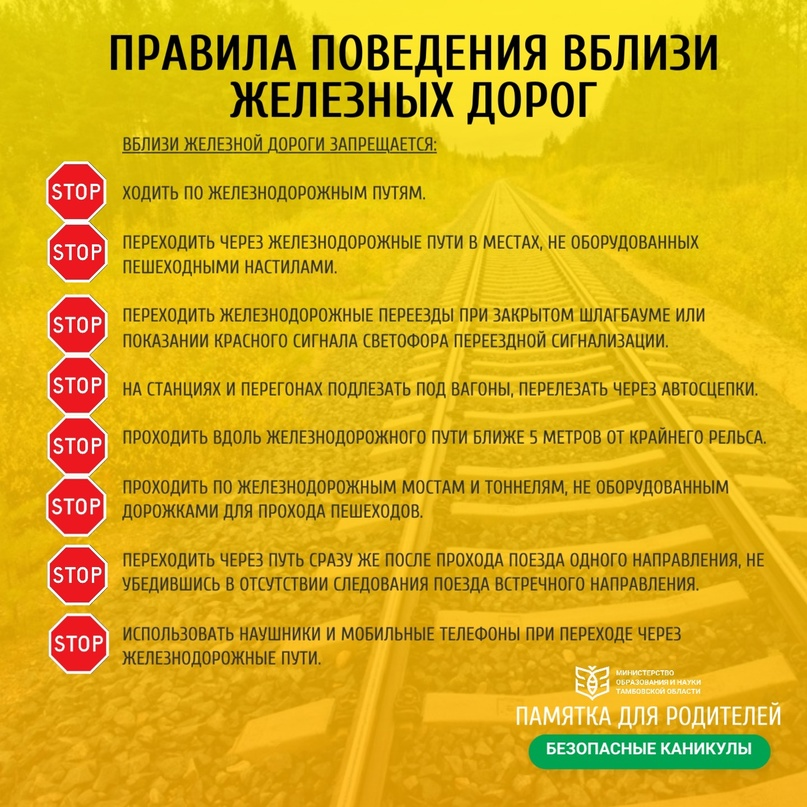 ПРАВИЛА ПОВЕДЕНИЯ ВБЛИЗИ
ЖЕЛЕЗНЫХ ДОРОГ
ВБЛИЗИ ЖЕЛЕЗНОЙ ДОРОГИ ЗАПРЕЩАЕТСЯ:
STOP
ХОДИТЬ ПО ЖЕЛЕЗНОДОРОЖНЫМ ПУТЯМ.
STOP
ПЕРЕХОДИТЬ ЧЕРЕЗ ЖЕЛЕЗНОДОРОЖНЫЕ ПУТИ В МЕСТАХ, НЕ ОБОРУДОВАННЫХ
ПЕШЕХОДНЫМИ НАСТИЛАМИ.
STOP
ПЕРЕХОДИТЬ ЖЕЛЕЗНОДОРОЖНЫЕ ПЕРЕЕЗДЫ ПРИ ЗАКРЫТОМ ШЛАГБАУМЕ ИЛИ
ПОКАЗАНИИ КРАСНОГО СИГНАЛА СВЕТОФОРА ПЕРЕЕЗДНОЙ СИГНАЛИЗАЦИИ.
STOP
НА СТАНЦИЯХ И ПЕРЕГОНАХ ПОДЛЕЗАТЬ ПОД ВАГОНЫ, ПЕРЕЛЕЗАТЬ ЧЕРЕЗ АВТОСЦЕПКИ.
STOP
ПРОХОДИТЬ ВДОЛЬ ЖЕЛЕЗНОДОРОЖНОГО ПУТИ БЛИЖЕ 5 МЕТРОВ ОТ КРАЙНЕГО РЕЛЬСА.
STOP
ПРОХОДИТЬ ПО ЖЕЛЕЗНОДОРОЖНЫМ МОСТАМ И ТОННЕЛЯМ, НЕ ОБОРУДОВАННЫМ
ДОРОЖКАМИ ДЛЯ ПРОХОДА ПЕШЕХОДОВ.
STOP
ПЕРЕХОДИТЬ ЧЕРЕЗ ПУТЬ СРАЗУ ЖЕ ПОСЛЕ ПРОХОДА ПОЕЗДА ОДНОГО НАПРАВЛЕНИЯ, НЕ
УБЕДИВШИСЬ В ОТСУТСТВИИ СЛЕДОВАНИЯ ПОЕЗДА ВСТРЕЧНОГО НАПРАВЛЕНИЯ.
STOP
ИСПОЛЬЗОВАТЬ НАУШНИКИ И МОБИЛЬНЫЕ ТЕЛЕФОНЫ ПРИ ПЕРЕХОДЕ ЧЕРЕЗ
ЖЕЛЕЗНОДОРОЖНЫЕ ПУТИ.
МИНИСТЕРСТВО
ОБРАЗОВАНИЯ И НАУКИ
ТАМБОВСКОЙ ОБЛАСТИ
ПАМЯТКА ДЛЯ РОДИТЕЛЕЙ
БЕЗОПАСНЫЕ КАНИКУЛЫ